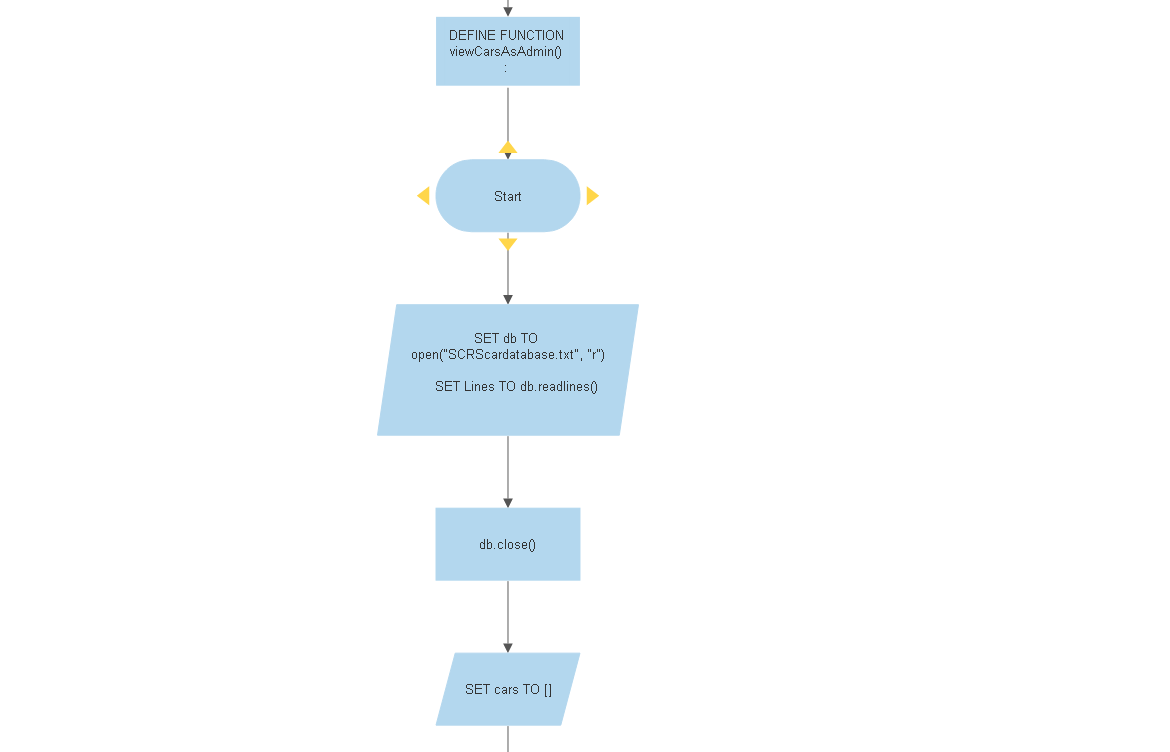 DEFINE FUNCTION
viewCarsAsAdmin()
:
Start
SET db TO
open("SCRScardatabase.txt", "r")
SET Lines TO db.readlines()
db.close()
SET cars TO []